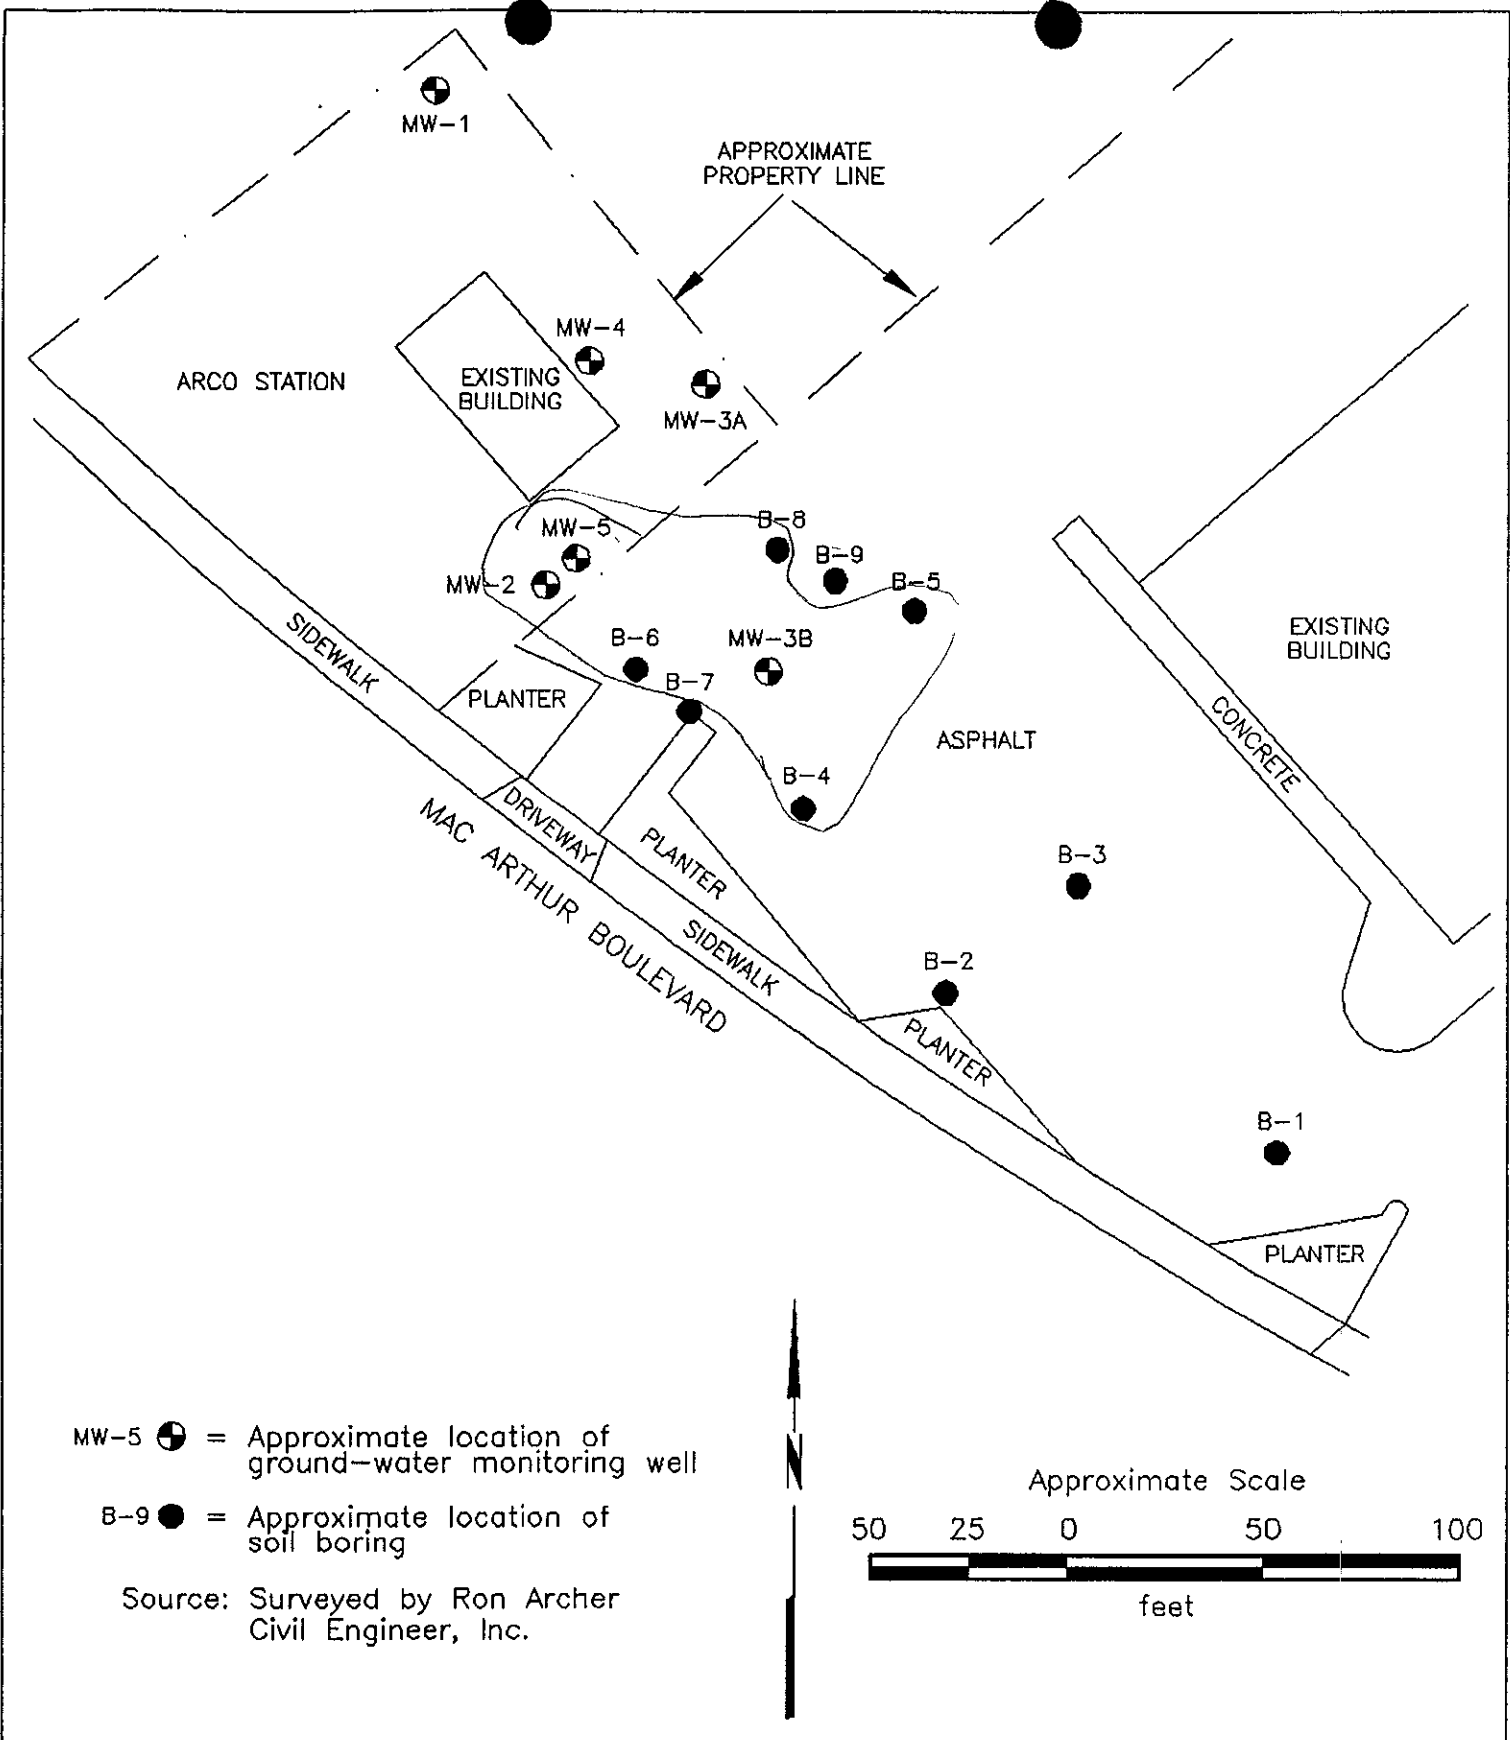 MW-1
APPROXIMATE
PROPERTY LINE
MW-4
ARCO STATION
EXISTING
BUILDING
MW-3A
B-8
MW-5
B-9
MW-2
B-5
SIDEWALK
B-6
MW-3B
EXISTING
BUILDING
B-7
PLANTER
CONCRETE
ASPHALT
B-4
DRIVEWAY
MAC ARTHUR BOULEVARD
PLANTER
B-3
SIDEWALK
B-2
PLANTER
B-1
PLANTER
N
MW-5 = Approximate location of
ground-water monitoring well
B-9 = Approximate location of
soil boring
Source: Surveyed by Ron Archer
Civil Engineer, Inc.
Approximate Scale
50 25 0 50 100
feet